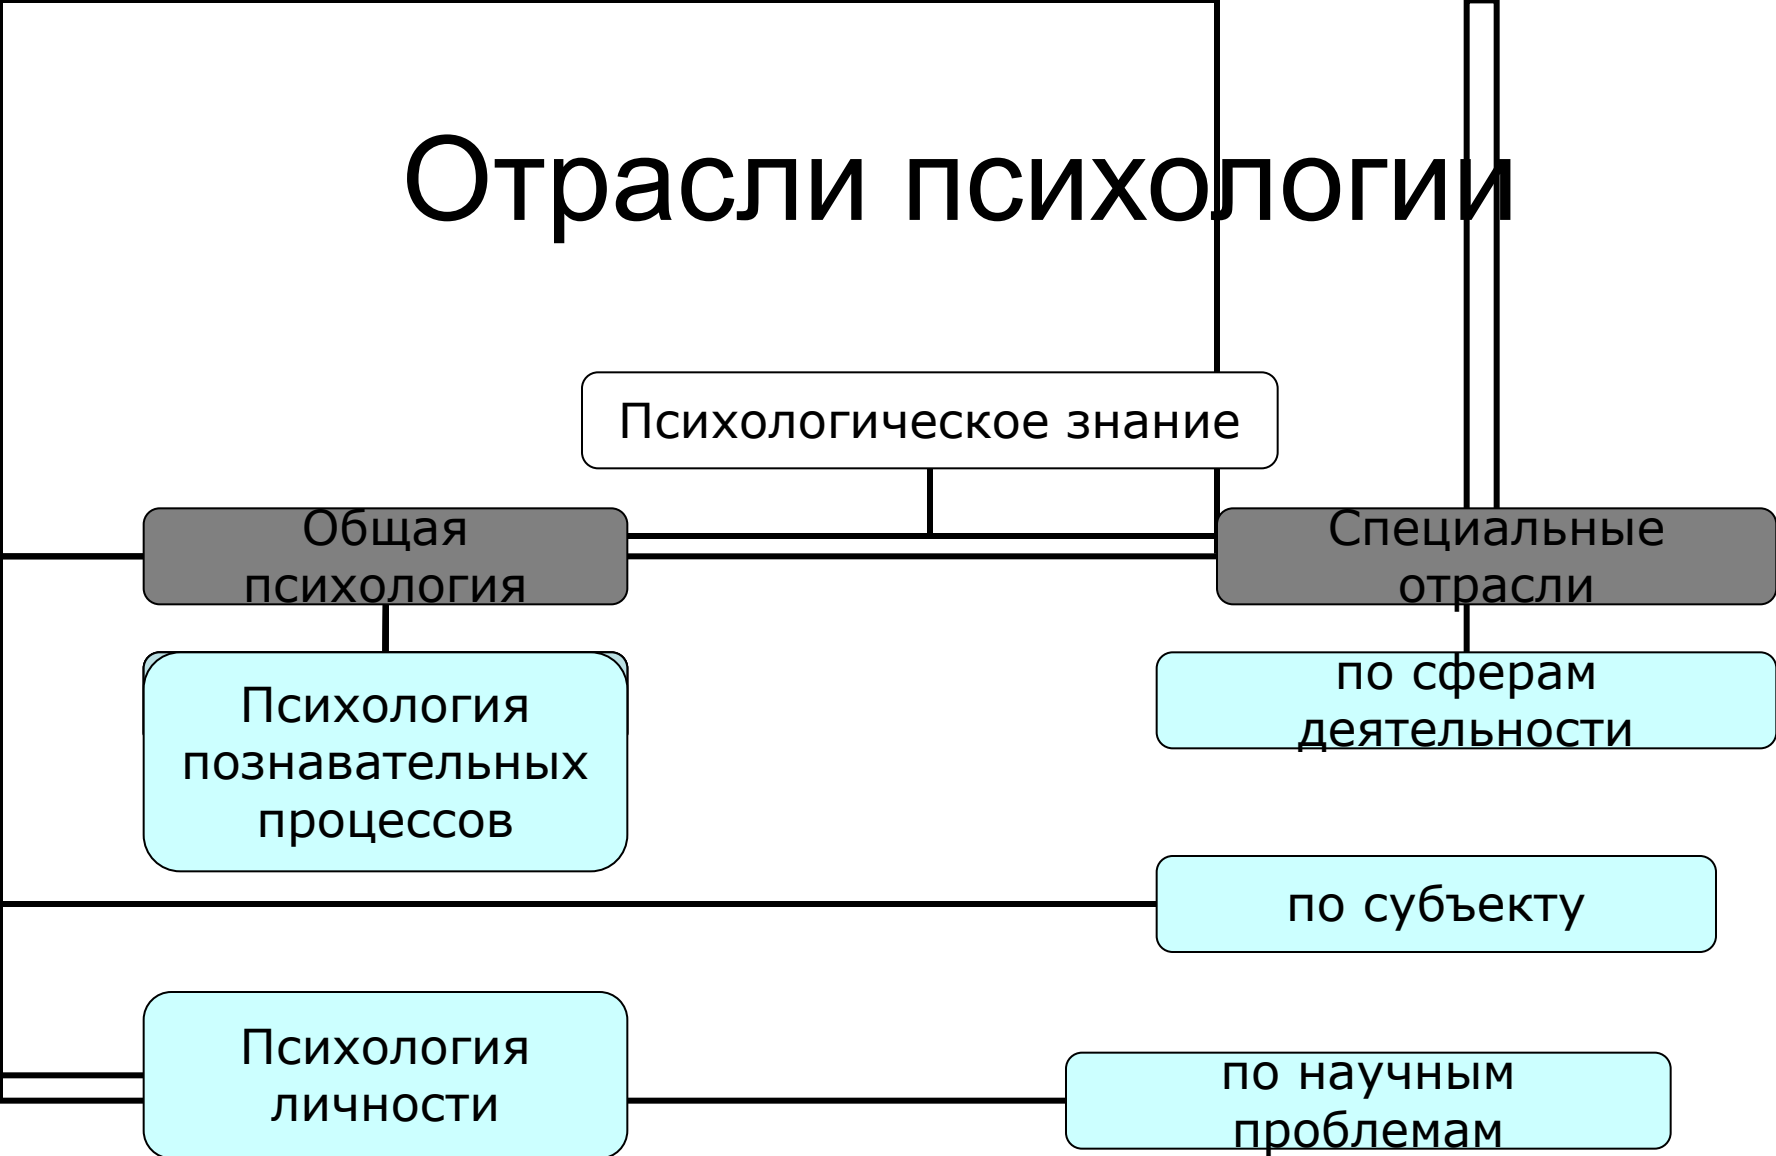 Отрасли психологии
Психологическое знание
Общая
психология
Специальные
отрасли
Психология
познавательных
процессов
по сферам
деятельности
по субъекту
Психология
личности
по научным
проблемам